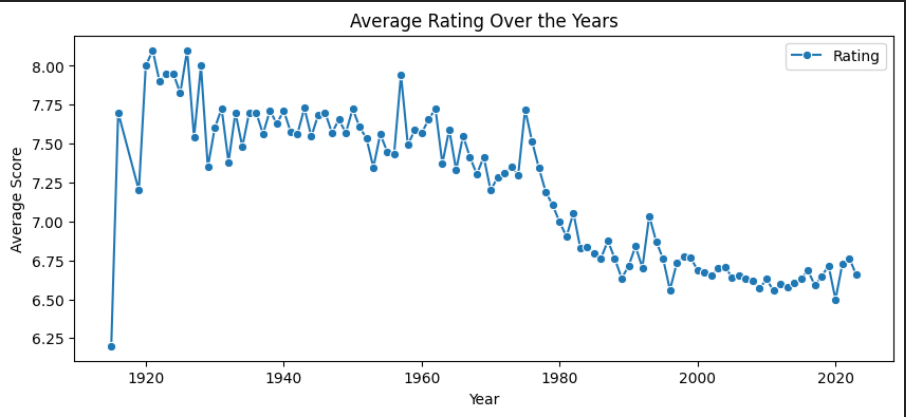 Average Rating Over the Years
Rating
8.00
7.75
7.50
7.25
7.00
6.75
6.50
6.25
Average Score
1920 1940 1960 1980 2000 2020
Year